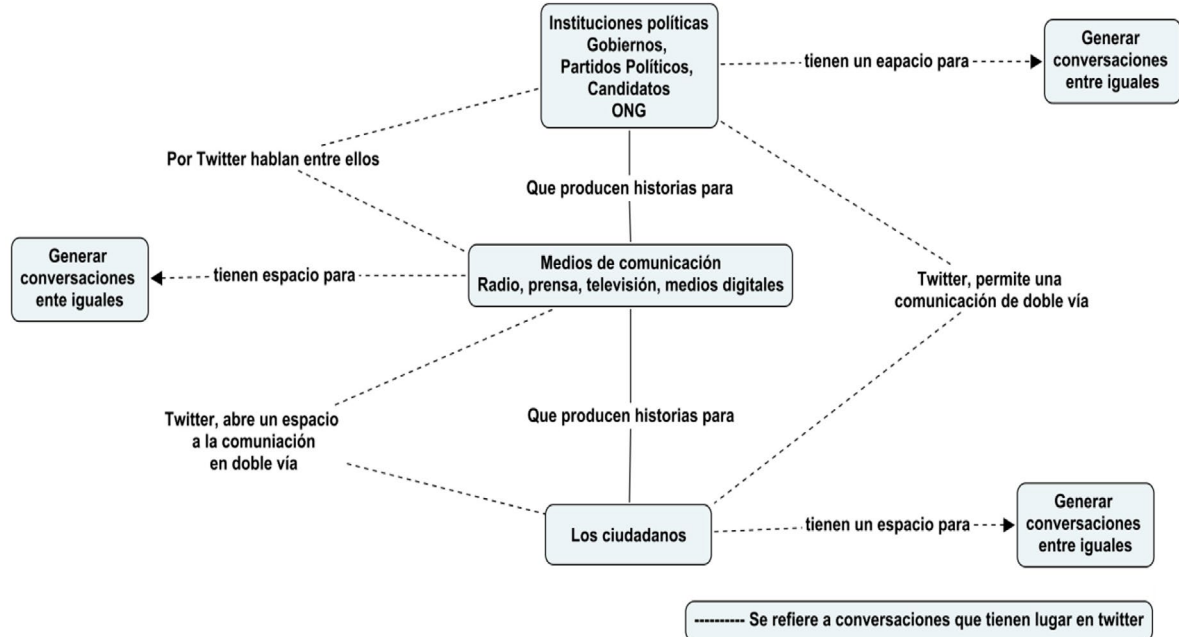 Instituciones políticas
Gobiernos,
Partidos Políticos,
Candidatos
ONG
tienen un eapacio para
Generar
conversaciones
entre iguales
Por Twitter hablan entre ellos
Que producen historias para
Generar
conversaciones
ente iguales
tienen espacio para
Medios de comunicación
Radio, prensa, televisión, medios digitales
Twitter, permite una
comunicación de doble vía
Twitter, abre un espacio
a la comuniación
en doble vía
Que producen historias para
Los ciudadanos
tienen un espacio para
Generar
conversaciones
entre iguales
---------- Se refiere a conversaciones que tienen lugar en twitter